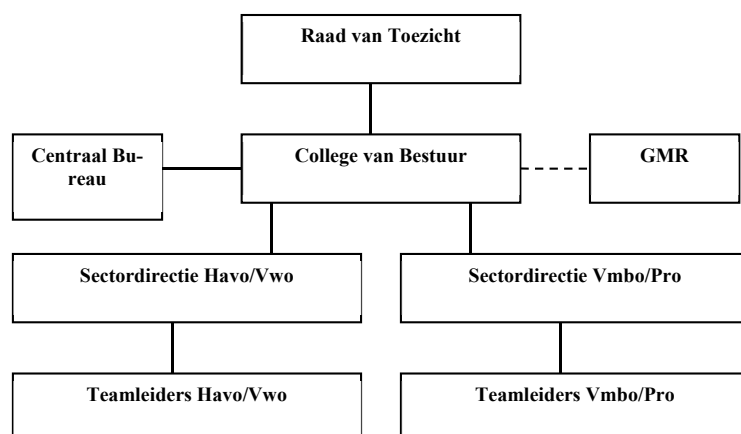 Raad van Toezicht
Centraal Bu-
reau
College van Bestuur
GMR
Sectordirectie Havo/Vwo
Sectordirectie Vmbo/Pro
Teamleiders Havo/Vwo
Teamleiders Vmbo/Pro